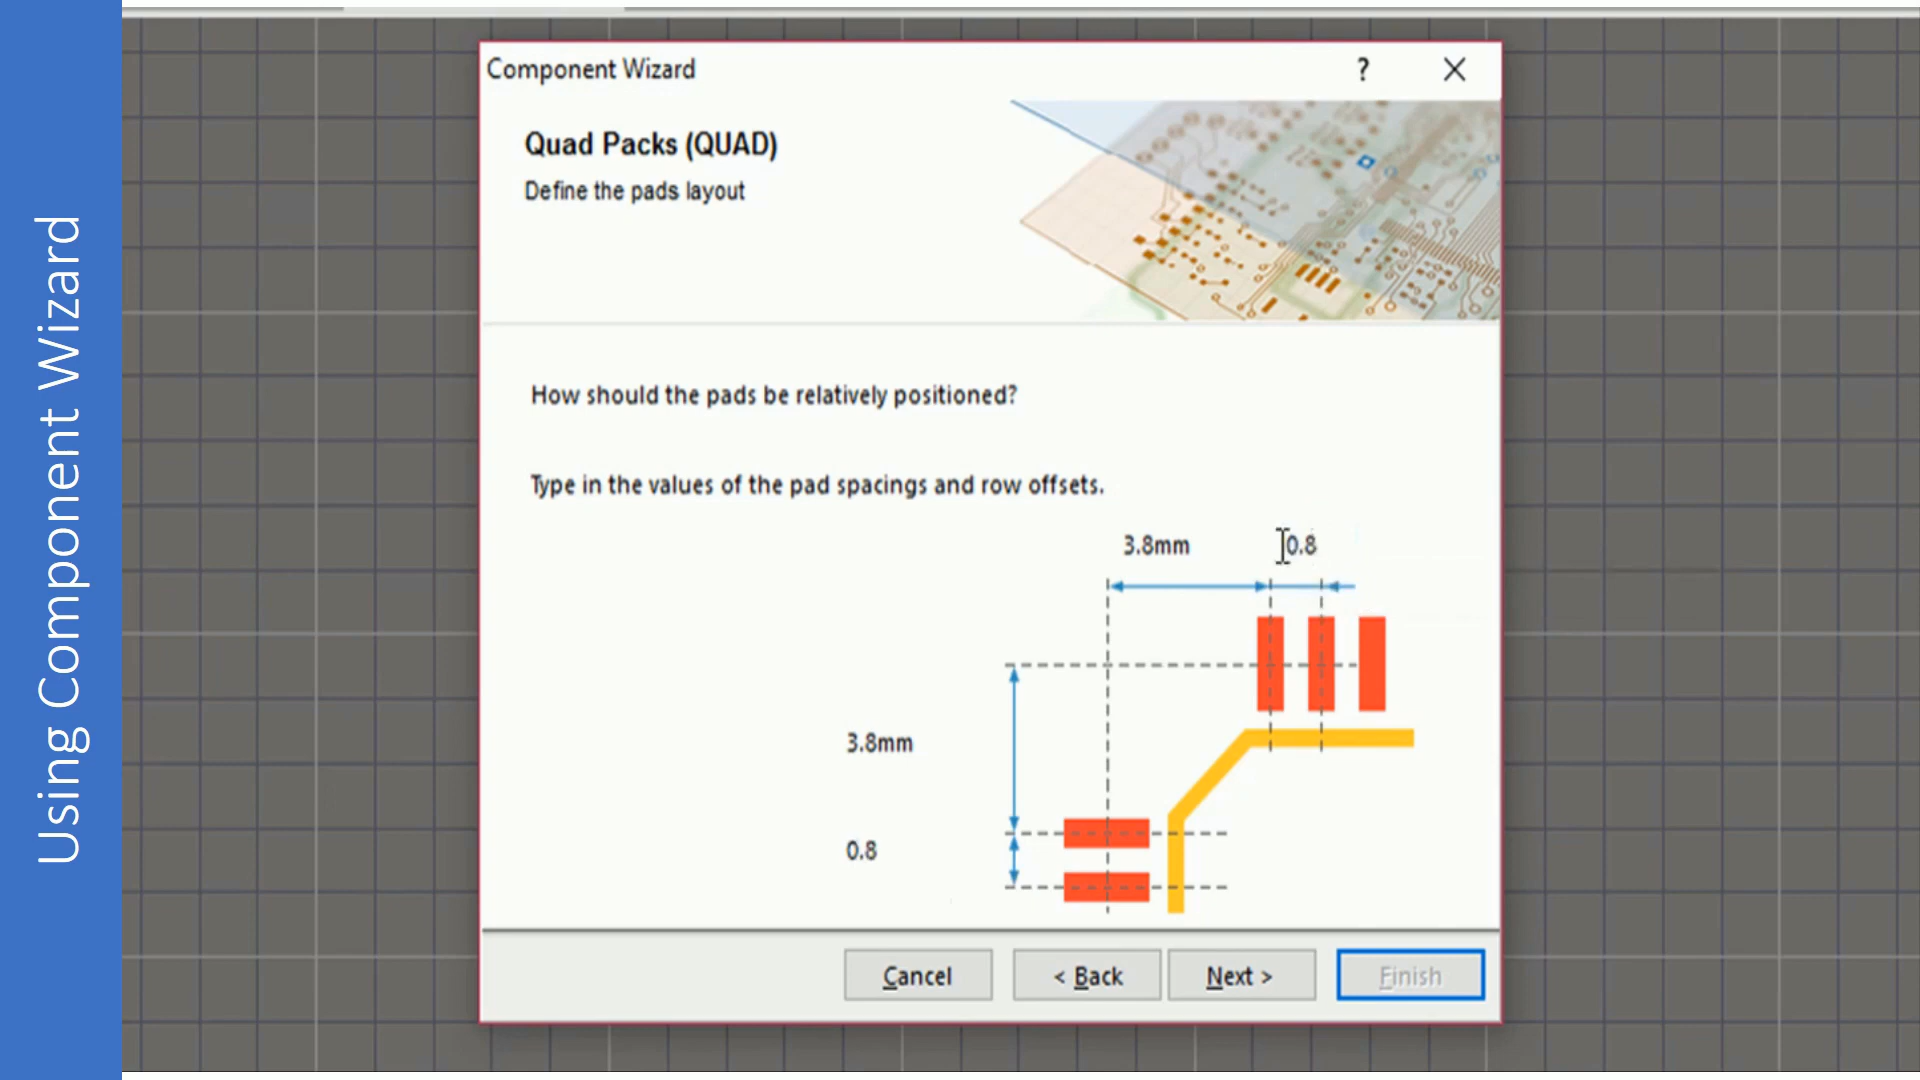 Using Component Wizard
Component Wizard
?
Quad Packs (QUAD)
Define the pads layout
How should the pads be relatively positioned?
Type in the values of the pad spacings and row offsets.
3.8mm 0.8
3.8mm
0.8
Cancel < Back Next > Finish